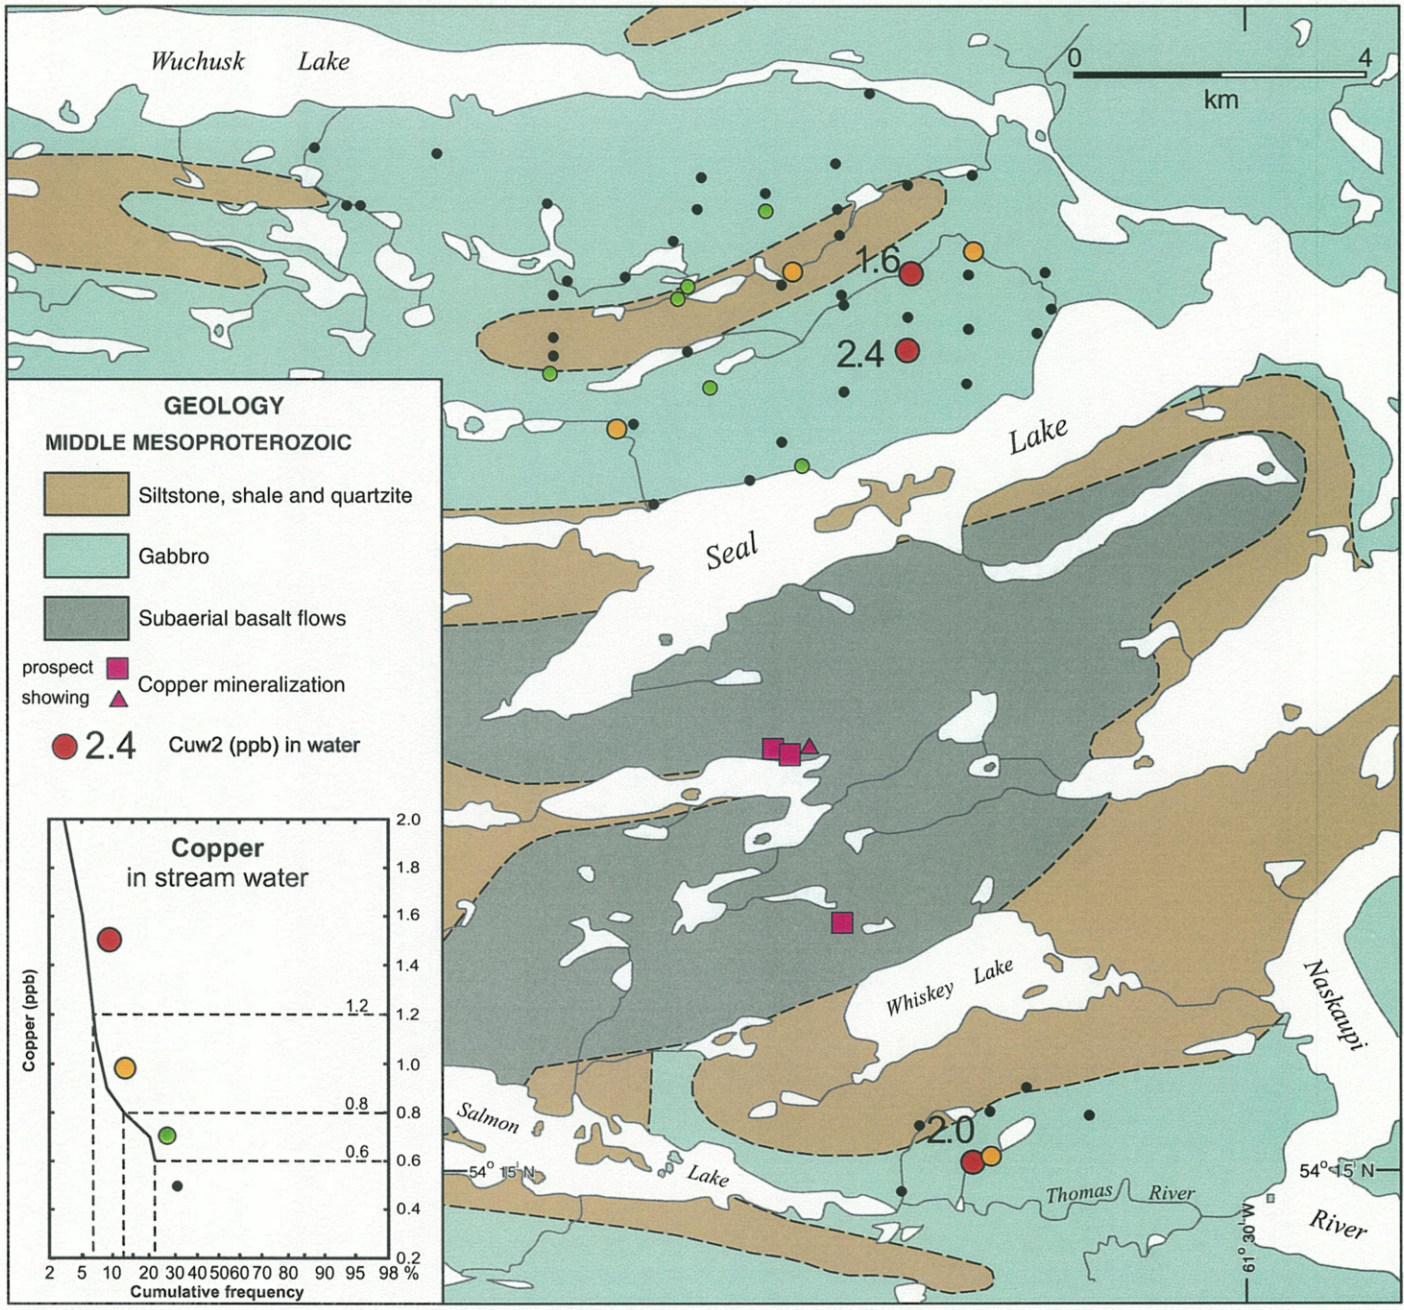 Wuchusk Lake
0 4
km
1.6
2.4
Lake
Seal
GEOLOGY
MIDDLE MESOPROTEROZOIC
Siltstone, shale and quartzite
Gabbro
Subaerial basalt flows
prospect
showing
Copper mineralization
2.4 Cuw2 (ppb) in water
Copper
in stream water
Copper (ppb)
2.0
1.8
1.6
1.4
1.2 1.2
1.0
0.8 0.8
0.6 0.6
0.4
0.2
2 5 10 20 30 40 50 60 70 80 90 95 98 %
Cumulative frequency
Whiskey Lake
Naskaupi
River
Salmon
Lake
2.0
54° 15' N
54° 15' N
Thomas River
61° 30' W